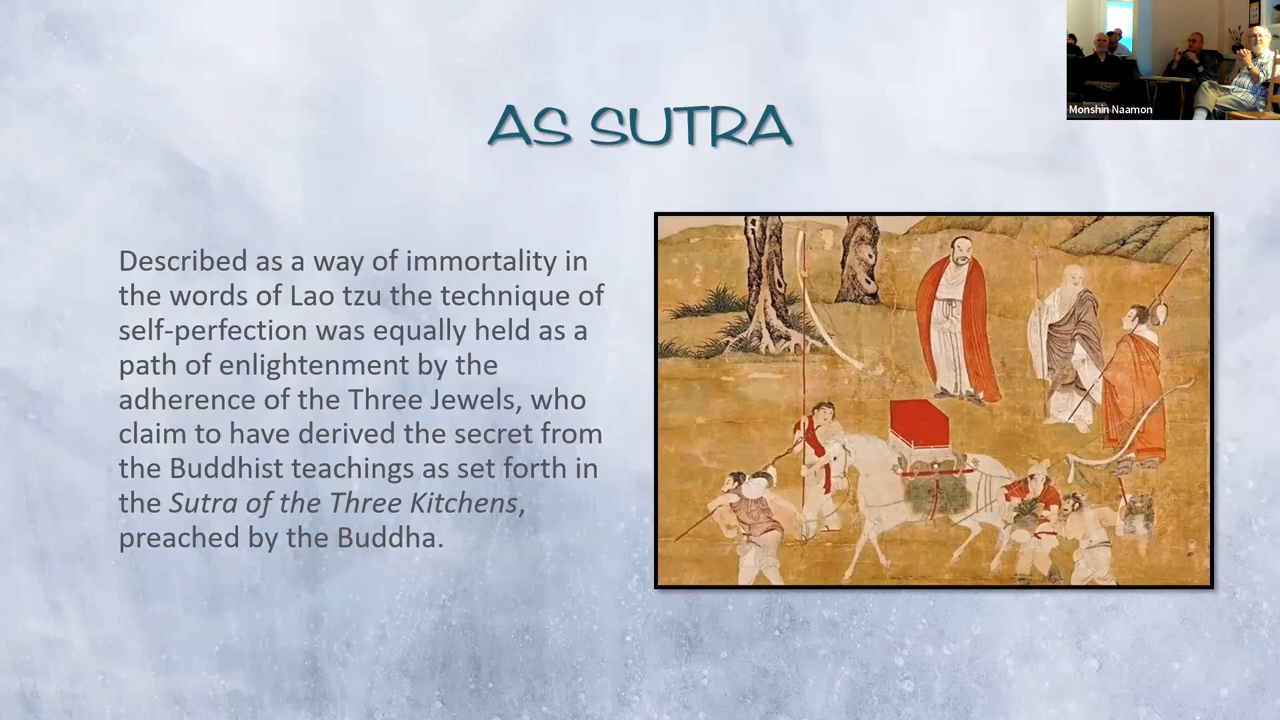 Monshin Naamon
AS SUTRA
Described as a way of immortality in
the words of Lao tzu the technique of
self-perfection was equally held as a
path of enlightenment by the
adherence of the Three Jewels, who
claim to have derived the secret from
the Buddhist teachings as set forth in
the Sutra of the Three Kitchens,
preached by the Buddha.